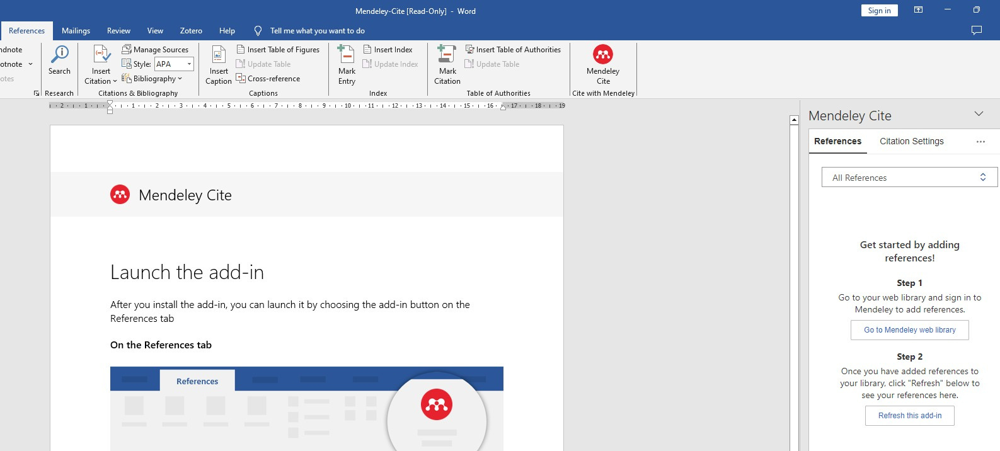 Mendeley-Cite [Read-Only] - Word
Sign in
References Mailings Review View Zotero Help Tell me what you want to do
Search
Research
Insert Citation
Manage Sources
Style: APA
Bibliography
Citations & Bibliography
Insert Caption
Insert Table of Figures
Update Table
Cross-reference
Captions
Mark Entry
Insert Index
Update Index
Index
Mark Citation
Insert Table of Authorities
Update Table
Table of Authorities
Mendeley Cite
Cite with Mendeley
2 1 1 2 3 4 5 6 7 8 9 10 11 12 13 14 15 16 17 18 19
Mendeley Cite
Launch the add-in
After you install the add-in, you can launch it by choosing the add-in button on the
References tab
On the References tab
References
Mendeley Cite
References Citation Settings
All References
Get started by adding
references!
Step 1
Go to your web library and sign in to
Mendeley to add references.
Go to Mendeley web library
Step 2
Once you have added references to
your library, click "Refresh" below to
see your references here.
Refresh this add-in